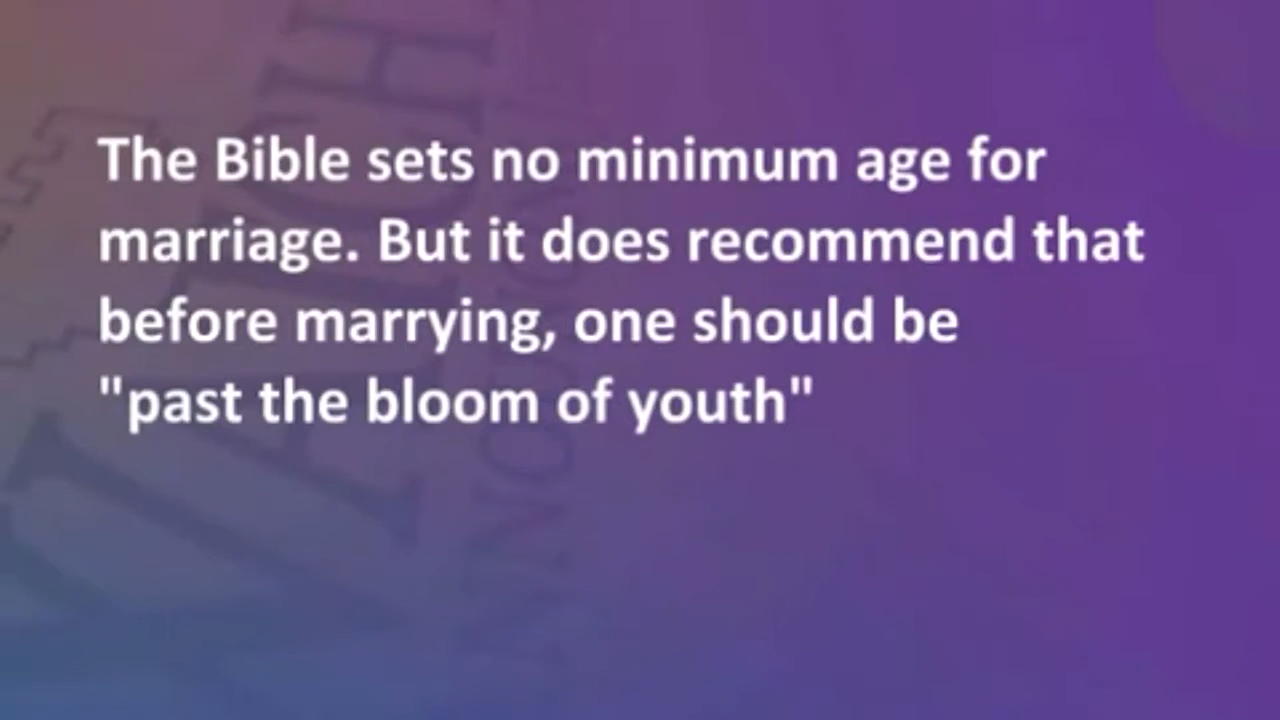 The Bible sets no minimum age for
marriage. But it does recommend that
before marrying, one should be
"past the bloom of youth"